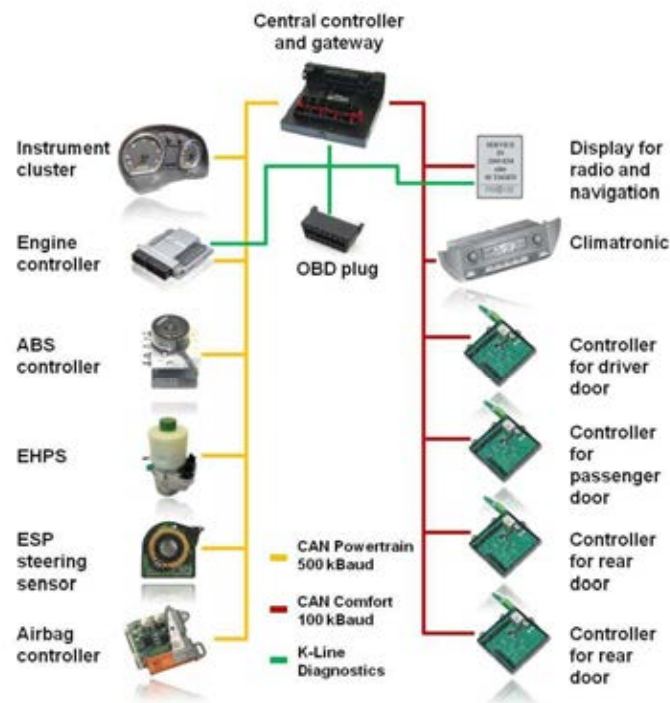 Central controller
and gateway
Instrument
cluster
Display for
radio and
navigation
Engine
controller
OBD plug
Climatronic
ABS
controller
Controller
for driver
door
EHPS
Controller
for
passenger
door
ESP
steering
sensor
CAN Powertrain
500 kBaud
Controller
for rear
door
CAN Comfort
100 kBaud
Airbag
controller
K-Line
Diagnostics
Controller
for rear
door